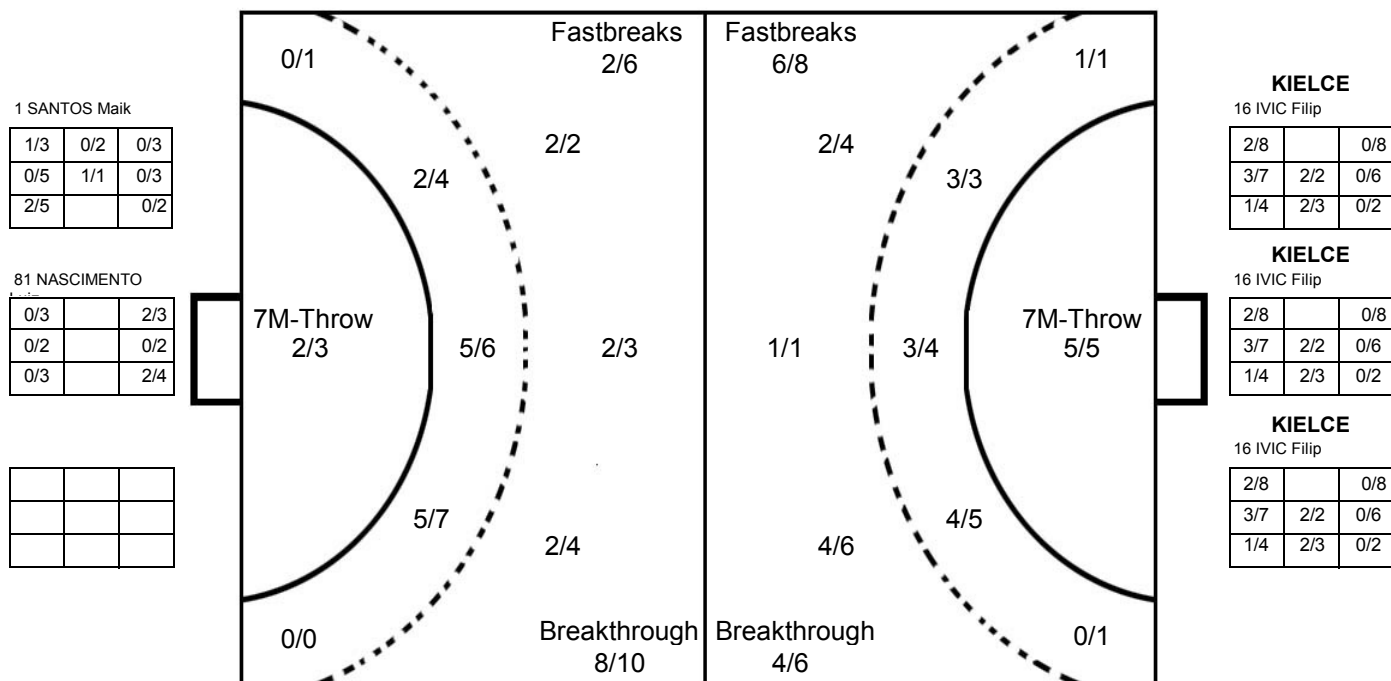 1 SANTOS Maik
1/3 0/2 0/3
0/5 1/1 0/3
2/5 0/2
81 NASCIMENTO
0/3 2/3
0/2 0/2
0/3 2/4
0/1
Fastbreaks
2/6
2/2
2/4
7M-Throw
2/3
5/6
2/3
5/7
2/4
0/0
Breakthrough
8/10
Fastbreaks
6/8
1/1
2/4
3/3
1/1
3/4
7M-Throw
5/5
4/6
4/5
Breakthrough
4/6
0/1
KIELCE
16 IVIC Filip
2/8 0/8
3/7 2/2 0/6
1/4 2/3 0/2
KIELCE
16 IVIC Filip
2/8 0/8
3/7 2/2 0/6
1/4 2/3 0/2
KIELCE
16 IVIC Filip
2/8 0/8
3/7 2/2 0/6
1/4 2/3 0/2